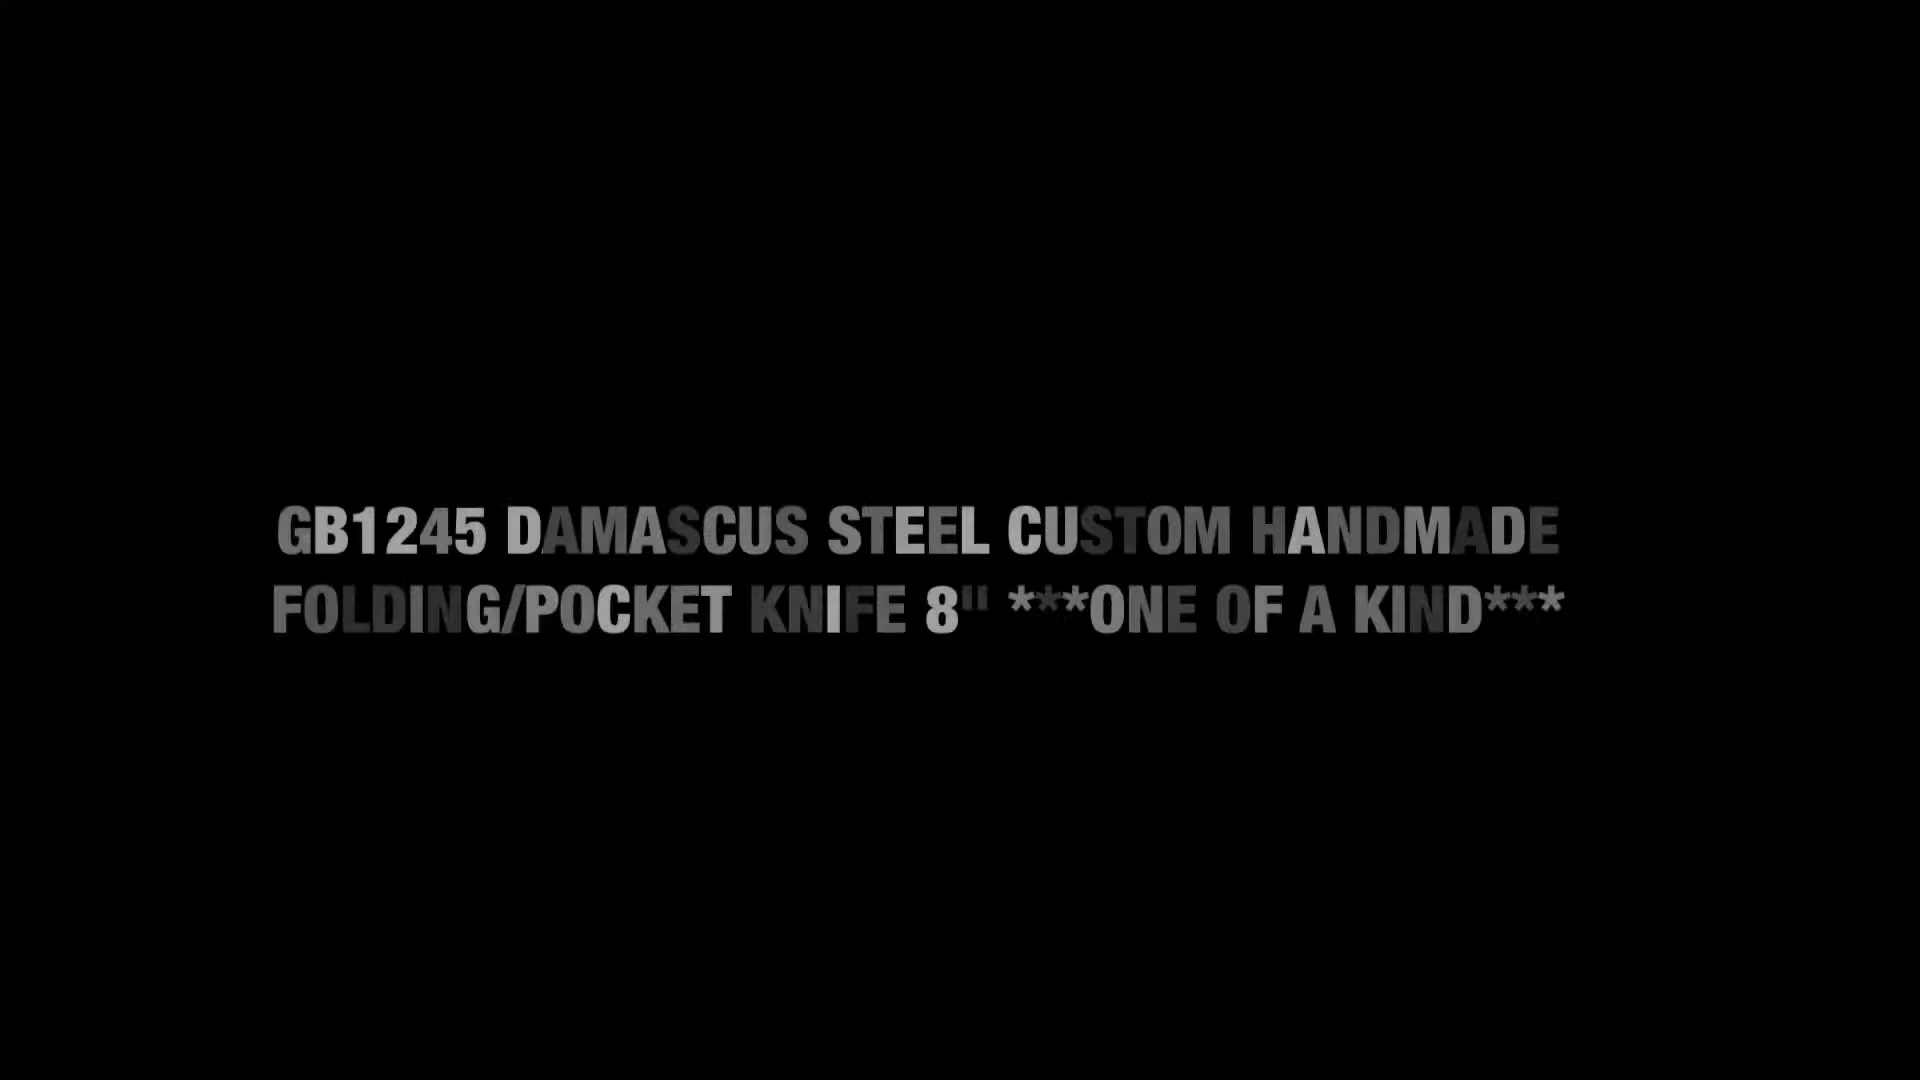 GB1245 DAMASCUS STEEL CUSTOM HANDMADE
FOLDING/POCKET KNIFE 8" ***ONE OF A KIND***